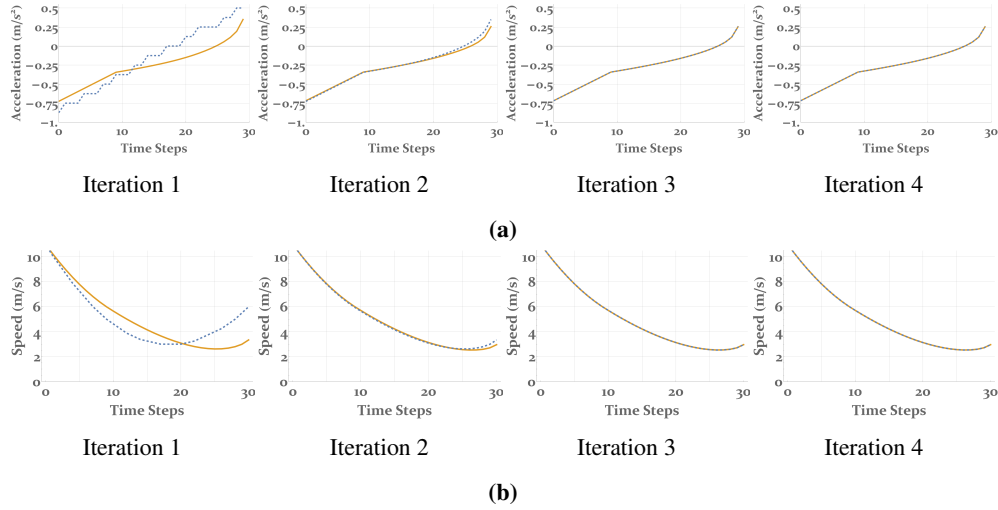 0.5 0.5 0.5 0.5
0.25 0.25 0.25 0.25
0 0 0 0
−0.25 −0.25 −0.25 −0.25
−0.5 −0.5 −0.5 −0.5
−0.75 −0.75 −0.75 −0.75
−1. −1. −1. −1.
Acceleration (m/s²) Acceleration (m/s²) Acceleration (m/s²) Acceleration (m/s²)
0 10 20 30 0 10 20 30 0 10 20 30 0 10 20 30
Time Steps Time Steps Time Steps Time Steps
Iteration 1 Iteration 2 Iteration 3 Iteration 4
(a)
10 10 10 10
8 8 8 8
6 6 6 6
4 4 4 4
2 2 2 2
0 0 0 0
Speed (m/s) Speed (m/s) Speed (m/s) Speed (m/s)
0 10 20 30 0 10 20 30 0 10 20 30 0 10 20 30
Time Steps Time Steps Time Steps Time Steps
Iteration 1 Iteration 2 Iteration 3 Iteration 4
(b)